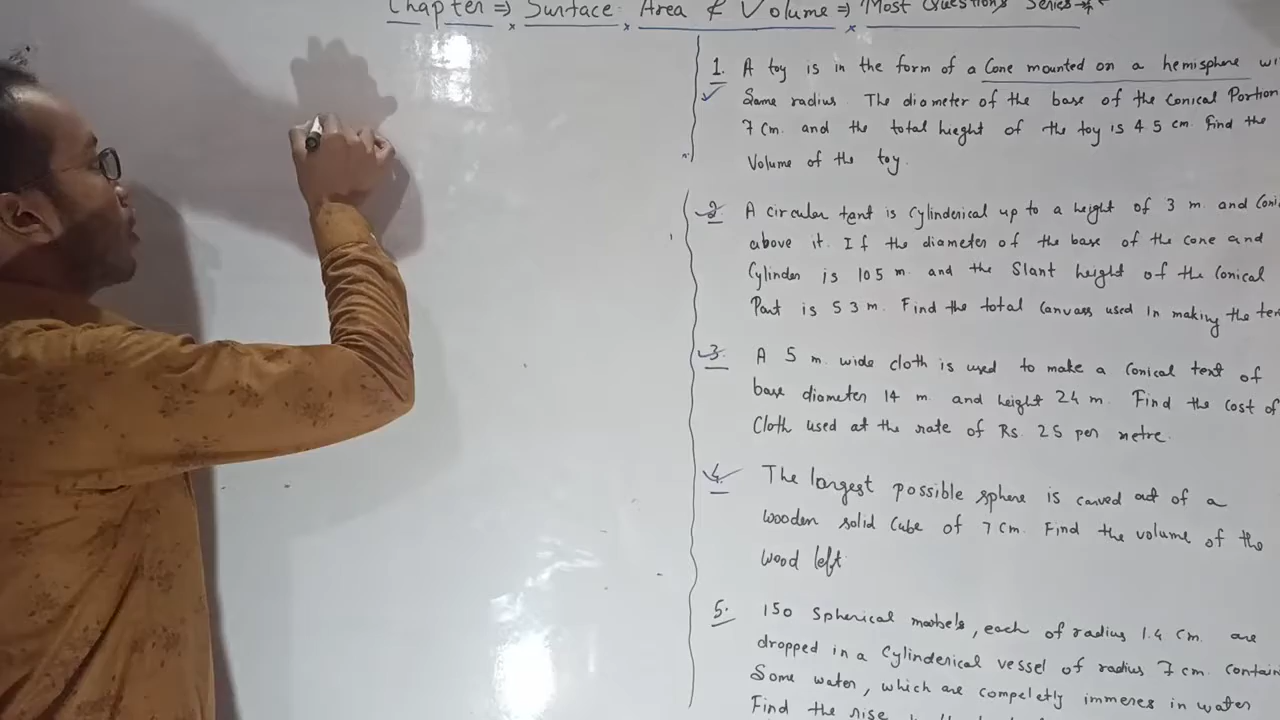 Chapter ⇒ Surface Area & Volume ⇒ Most Questions Series
1. A toy is in the form of a Cone mounted on a hemisphere
Same radius. The diameter of the base of the Conical Portion
7 cm. and the total hieght of the toy is 4 5 cm. Find the
Volume of the toy.
2. A circular tent is Cylinderical up to a height of 3 m. and
above it. If the diameter of the base of the cone and
Cylinder is 105 m. and the Slant height of the Conical
Part is 53 m. Find the total Canvass used in making the
3. A 5 m. wide cloth is used to make a Conical tent of
base diameter 14 m. and height 24 m. Find the cost of
Cloth used at the rate of Rs. 25 per metre.
4. The largest possible sphere is carved out of a
wooden solid Cube of 7 cm. Find the volume of the
wood left.
5. 150 Spherical marbels, each of radius 1.4 cm. are
dropped in a Cylinderical vessel of radius 7 cm.
Some water, which are compeletly immeres in water
Find the rise